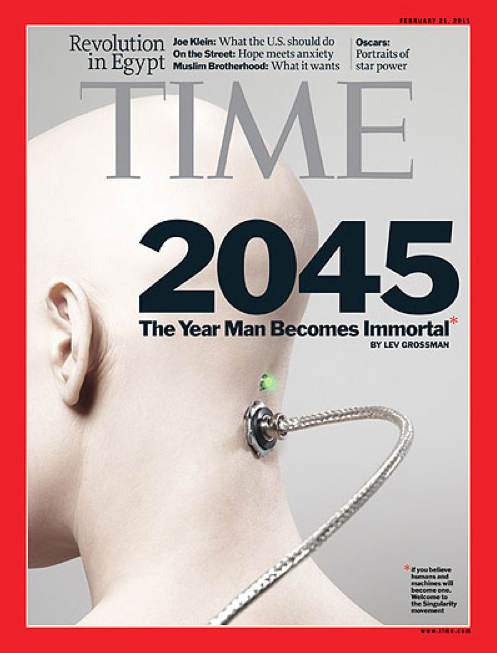 FEBRUARY 21, 2011
Revolution
in Egypt
Joe Klein: What the U.S. should do
On the Street: Hope meets anxiety
Muslim Brotherhood: What it wants
Oscars:
Portraits of
star power
TIME
2045
The Year Man Becomes Immortal*
BY LEV GROSSMAN
*If you believe
humans and
machines will
become one.
Welcome to
the Singularity
movement
www.time.com